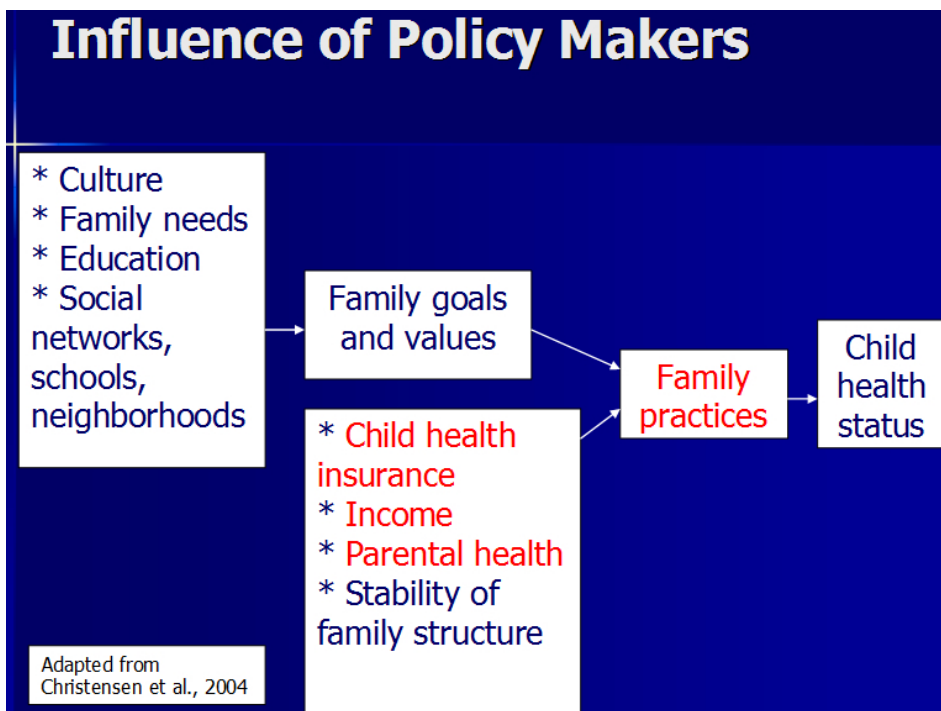 Influence of Policy Makers
* Culture
* Family needs
* Education
* Social
networks,
schools,
neighborhoods
Family goals
and values
* Child health
insurance
* Income
* Parental health
* Stability of
family structure
Family
practices
Child
health
status
Adapted from
Christensen et al., 2004